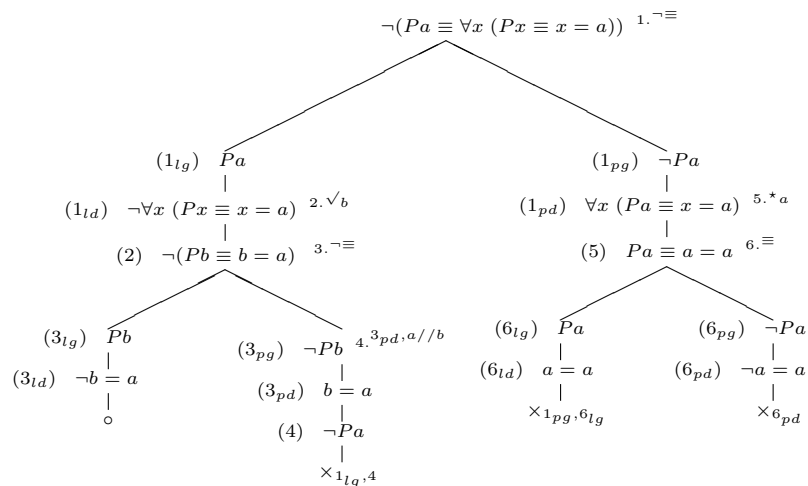 ¬(Pa ≡ ∀x (Px ≡ x = a)) 1.¬≡
(1lg) Pa
(1pg) ¬Pa
(1ld) ¬∀x (Px ≡ x = a) 2.√b
(1pd) ∀x (Pa ≡ x = a) 5.⋆a
(2) ¬(Pb ≡ b = a) 3.¬≡
(5) Pa ≡ a = a 6.≡
(3lg) Pb
(3pg) ¬Pb 4.3pd,a//b
(6lg) Pa
(6pg) ¬Pa
(3ld) ¬b = a
(3pd) b = a
(6ld) a = a
(6pd) ¬a = a
∘
(4) ¬Pa
×1pg,6lg
×6pd
×1lg,4